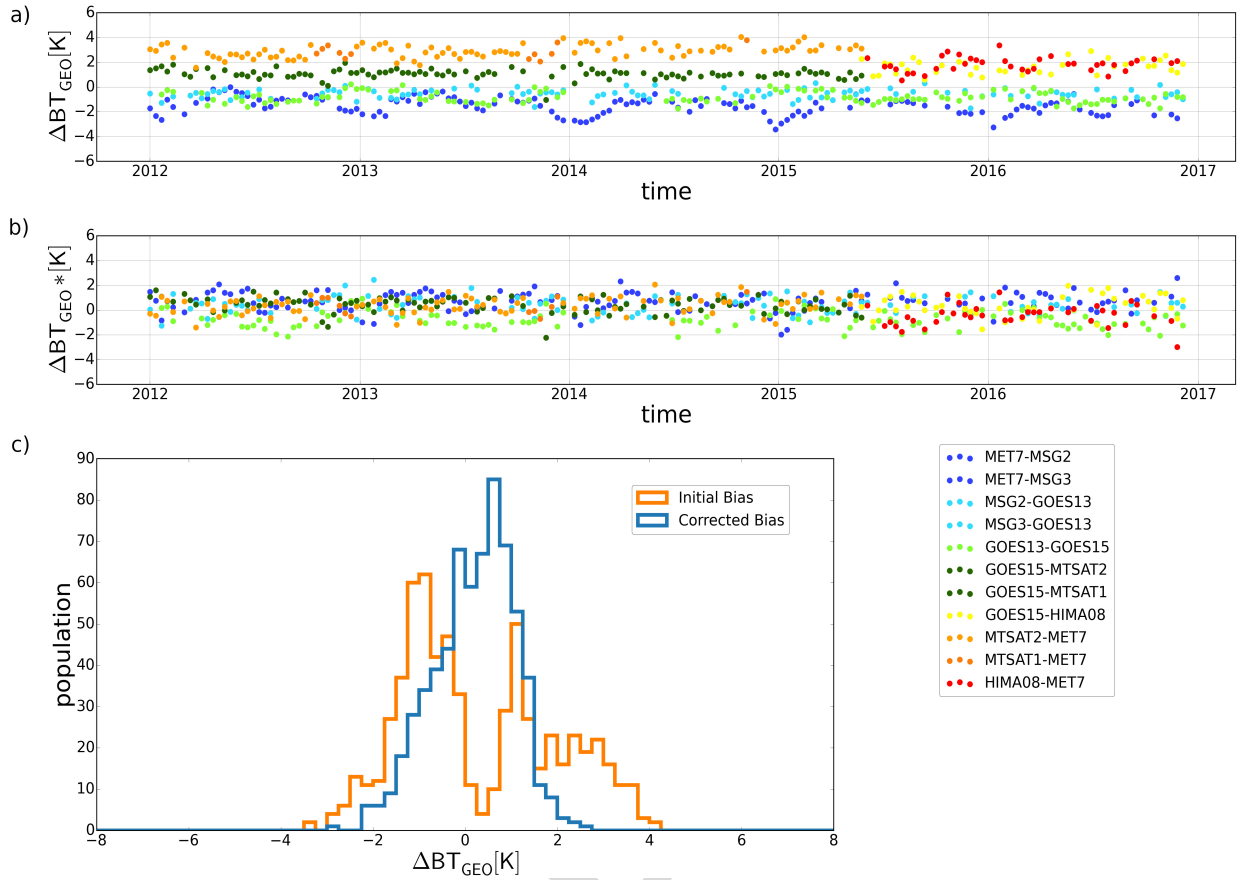 a)
6
4
2
0
−2
−4
−6
ΔBT_GEO[K]
2012 2013 2014 2015 2016 2017
time
b)
6
4
2
0
−2
−4
−6
ΔBT_GEO*[K]
2012 2013 2014 2015 2016 2017
time
c)
90
80
70
60
50
40
30
20
10
0
population
Initial Bias
Corrected Bias
−8 −6 −4 −2 0 2 4 6 8
ΔBT_GEO[K]
MET7-MSG2
MET7-MSG3
MSG2-GOES13
MSG3-GOES13
GOES13-GOES15
GOES15-MTSAT2
GOES15-MTSAT1
GOES15-HIMA08
MTSAT2-MET7
MTSAT1-MET7
HIMA08-MET7